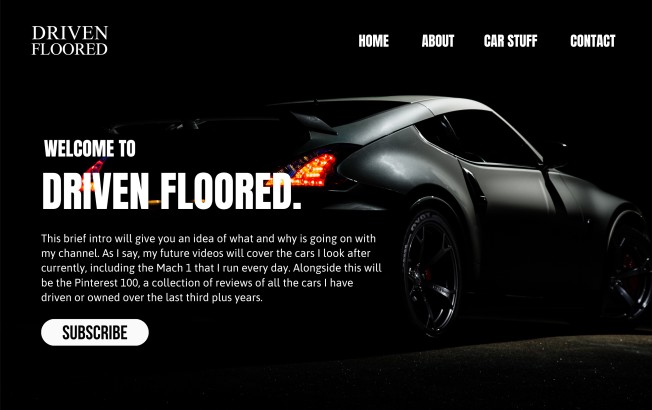 DRIVEN
FLOORED
HOME ABOUT CAR STUFF CONTACT
WELCOME TO
DRIVEN FLOORED.
This brief intro will give you an idea of what and why is going on with
my channel. As I say, my future videos will cover the cars I look after
currently, including the Mach 1 that I run every day. Alongside this will
be the Pinterest 100, a collection of reviews of all the cars I have
driven or owned over the last third plus years.
SUBSCRIBE